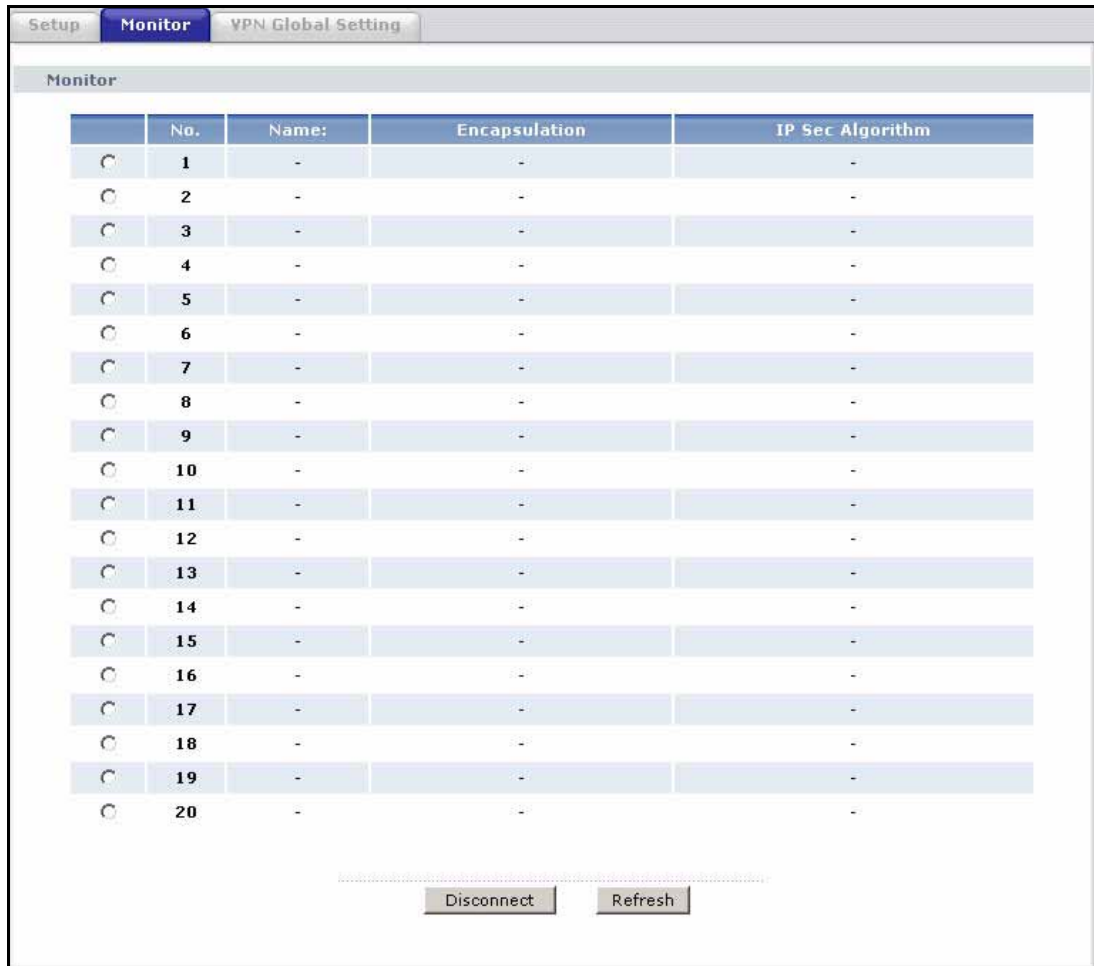 Setup Monitor VPN Global Setting
Monitor
No. Name: Encapsulation IP Sec Algorithm
1 - - -
2 - - -
3 - - -
4 - - -
5 - - -
6 - - -
7 - - -
8 - - -
9 - - -
10 - - -
11 - - -
12 - - -
13 - - -
14 - - -
15 - - -
16 - - -
17 - - -
18 - - -
19 - - -
20 - - -
Disconnect Refresh